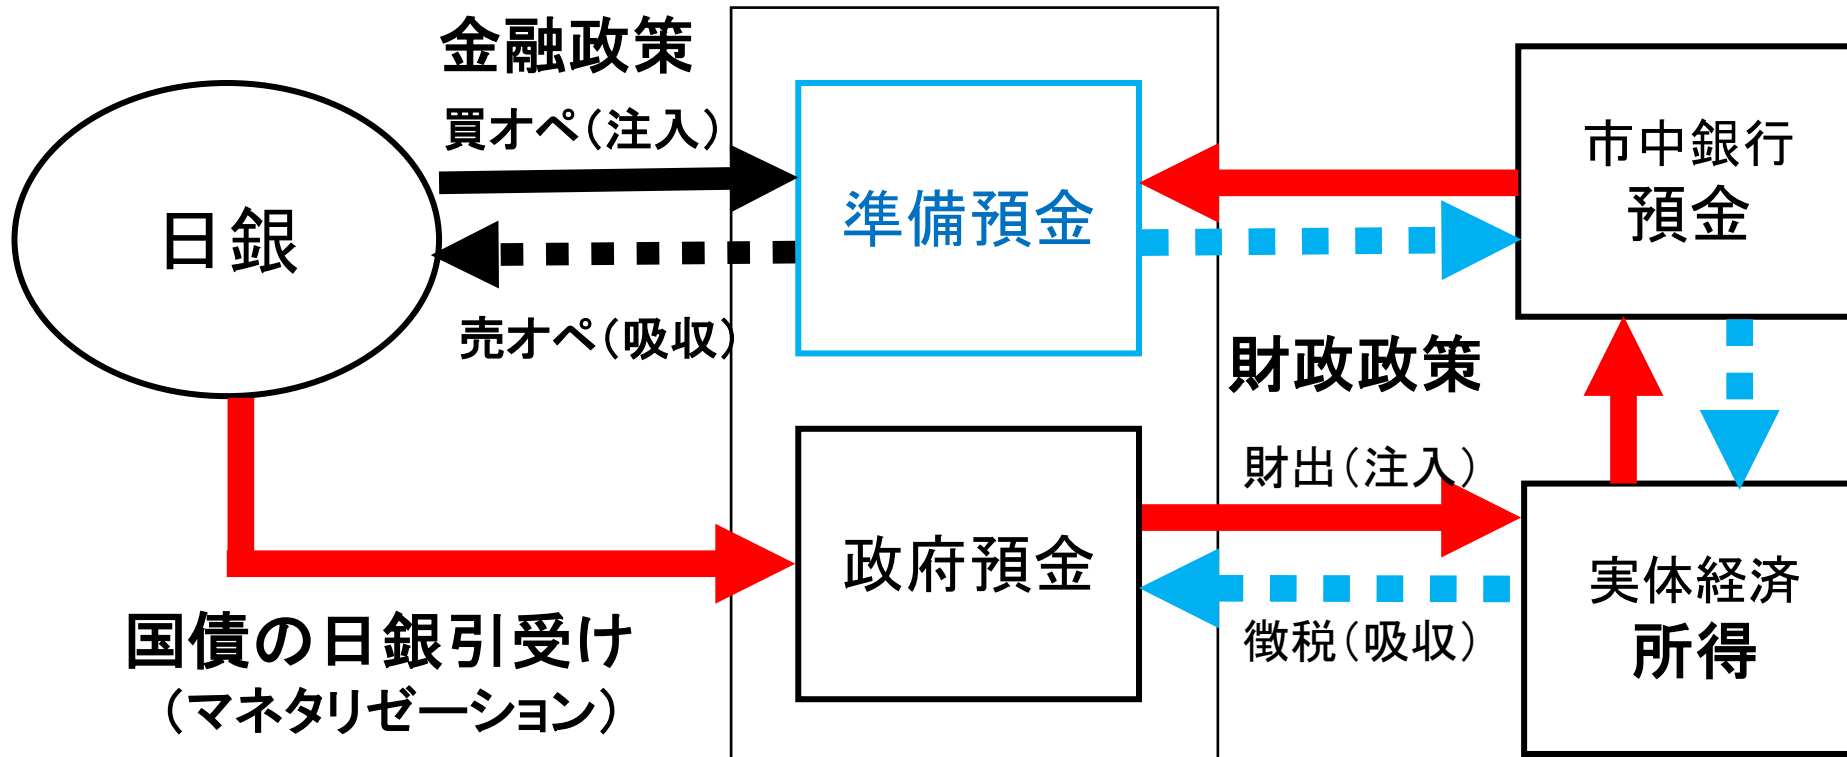 金融政策
買オペ（注入）
日銀
売オペ（吸収）
準備預金
市中銀行
預金
財政政策
財出（注入）
政府預金
徴税（吸収）
実体経済
所得
国債の日銀引受け
（マネタリゼーション）